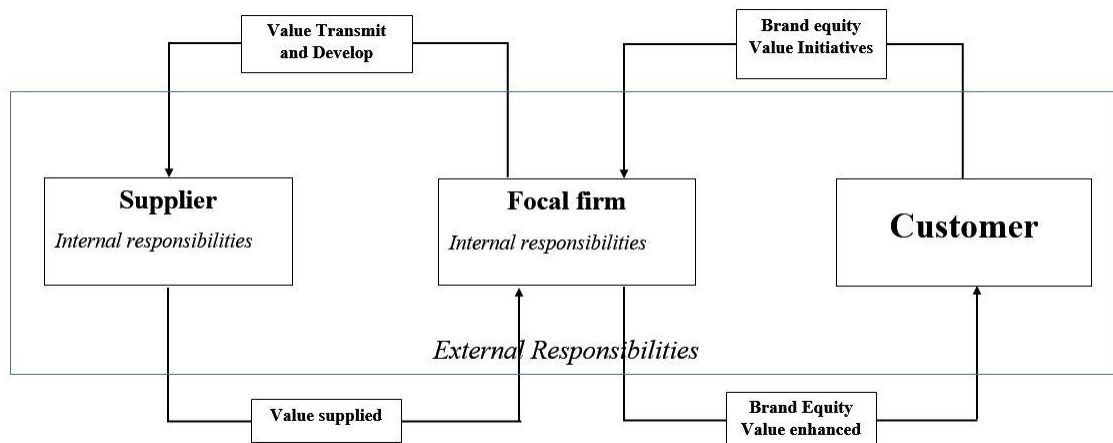 Value Transmit
and Develop
Brand equity
Value Initiatives
Supplier
Internal responsibilities
Focal firm
Internal responsibilities
Customer
External Responsibilities
Value supplied
Brand Equity
Value enhanced